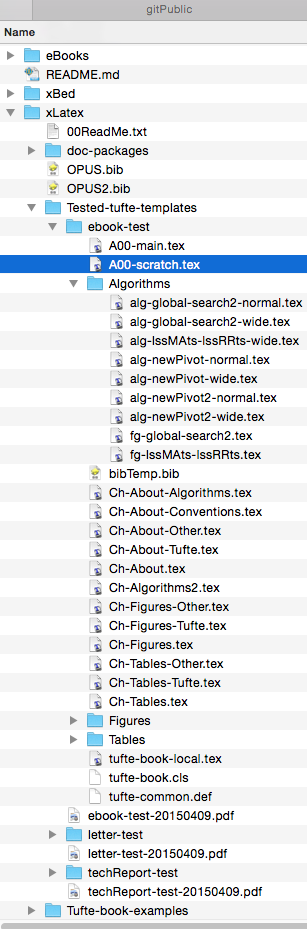 gitPublic
Name
eBooks
README.md
xBed
xLatex
00ReadMe.txt
doc-packages
OPUS.bib
OPUS2.bib
Tested-tufte-templates
ebook-test
A00-main.tex
A00-scratch.tex
Algorithms
alg-global-search2-normal.tex
alg-global-search2-wide.tex
alg-lssMAts-lssRRts-wide.tex
alg-newPivot-normal.tex
alg-newPivot-wide.tex
alg-newPivot2-normal.tex
alg-newPivot2-wide.tex
fg-global-search2.tex
fg-lssMAts-lssRRts.tex
bibTemp.bib
Ch-About-Algorithms.tex
Ch-About-Conventions.tex
Ch-About-Other.tex
Ch-About-Tufte.tex
Ch-About.tex
Ch-Algorithms2.tex
Ch-Figures-Other.tex
Ch-Figures-Tufte.tex
Ch-Figures.tex
Ch-Tables-Other.tex
Ch-Tables-Tufte.tex
Ch-Tables.tex
Figures
Tables
tufte-book-local.tex
tufte-book.cls
tufte-common.def
ebook-test-20150409.pdf
letter-test
letter-test-20150409.pdf
techReport-test
techReport-test-20150409.pdf
Tufte-book-examples